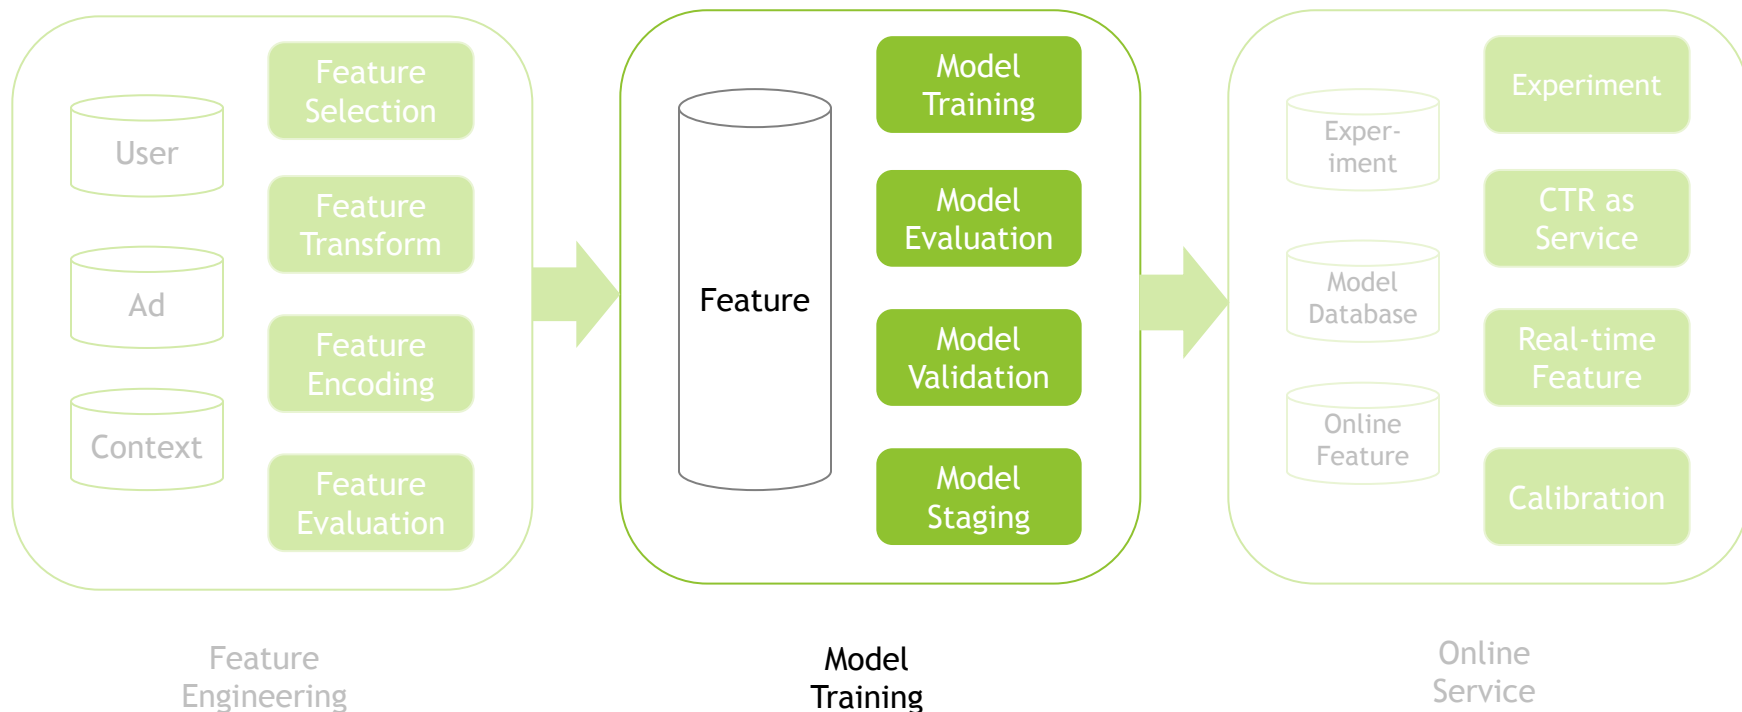 User
Ad
Context
Feature
Selection
Feature
Transform
Feature
Encoding
Feature
Evaluation
Feature
Engineering
Feature
Model
Training
Model
Evaluation
Model
Validation
Model
Staging
Model
Training
Exper-
iment
Model
Database
Online
Feature
Experiment
CTR as
Service
Real-time
Feature
Calibration
Online
Service